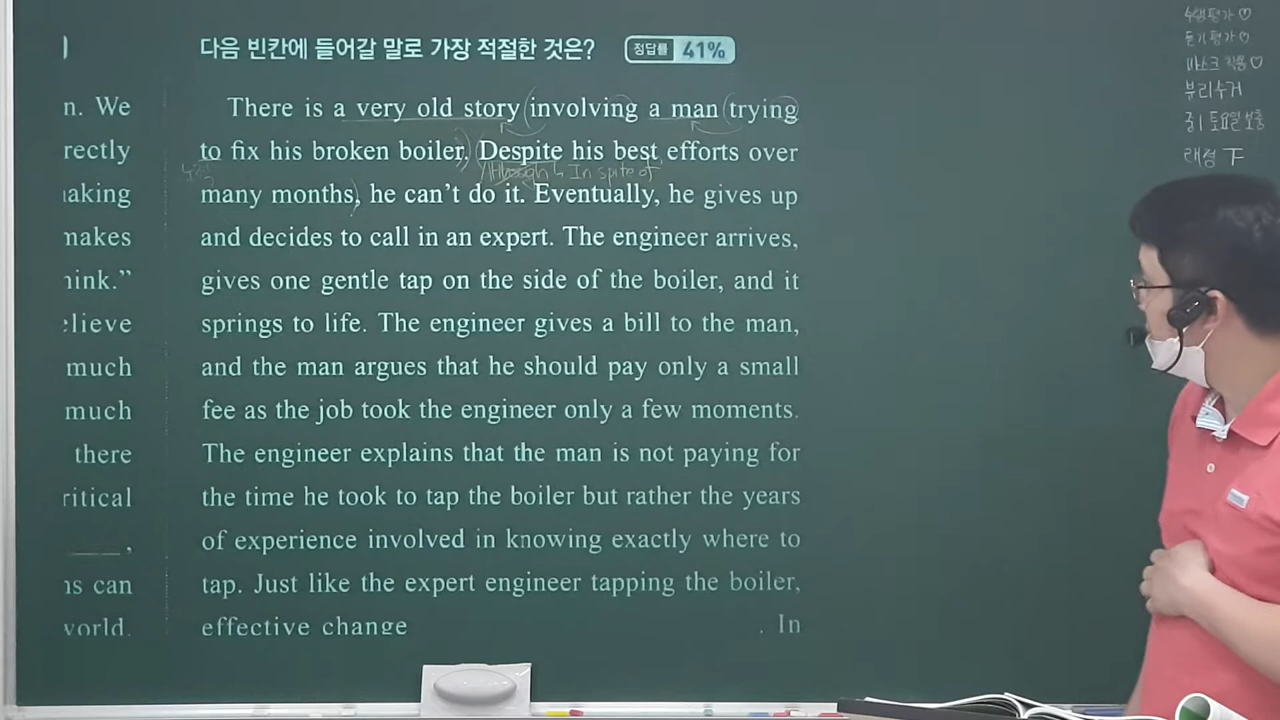 수행평가♡
듣기평가♡
마스크 착용♡
분리수거
중1 토요일 보충
래정 下
다음 빈칸에 들어갈 말로 가장 적절한 것은? 정답률 41%
n. We
rectly
aking
makes
ink.”
lieve
much
much
there
ritical
____,
ns can
world.
There is a very old story involving a man trying
to fix his broken boiler. Despite his best efforts over
Although In spite of
many months, he can’t do it. Eventually, he gives up
and decides to call in an expert. The engineer arrives,
gives one gentle tap on the side of the boiler, and it
springs to life. The engineer gives a bill to the man,
and the man argues that he should pay only a small
fee as the job took the engineer only a few moments.
The engineer explains that the man is not paying for
the time he took to tap the boiler but rather the years
of experience involved in knowing exactly where to
tap. Just like the expert engineer tapping the boiler,
effective change . In